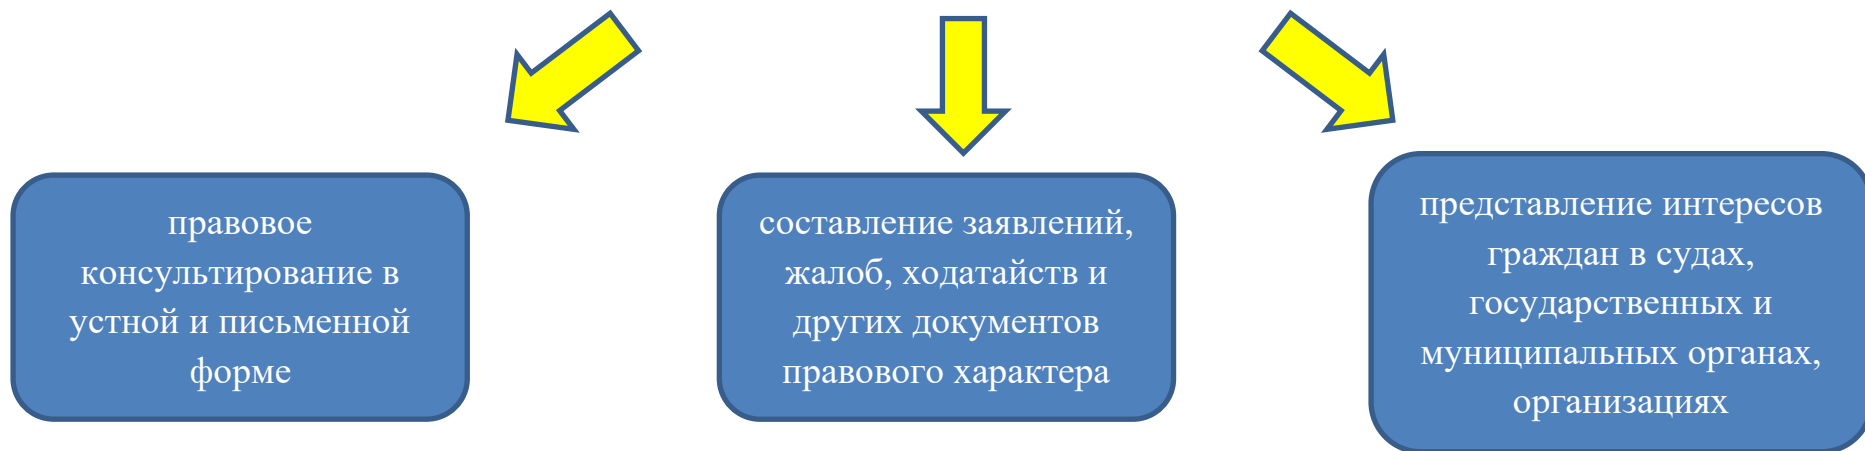 правовое
консультирование в
устной и письменной
форме
составление заявлений,
жалоб, ходатайств и
других документов
правового характера
представление интересов
граждан в судах,
государственных и
муниципальных органах,
организациях